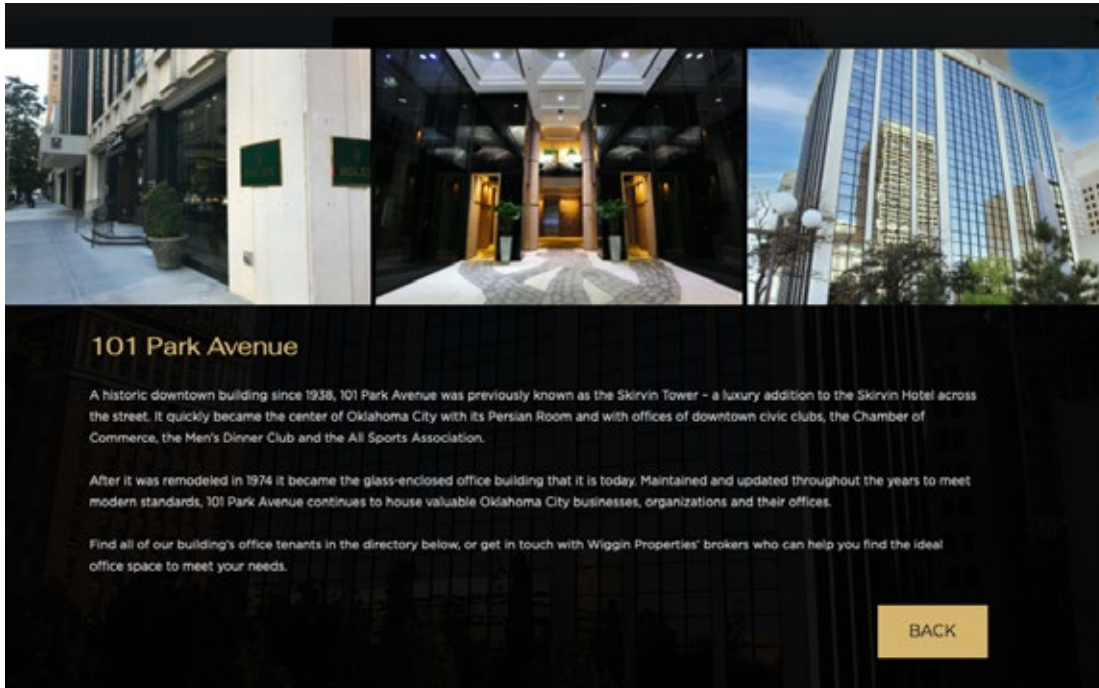 ROLEX
101 Park Avenue
A historic downtown building since 1938, 101 Park Avenue was previously known as the Skirvin Tower – a luxury addition to the Skirvin Hotel across
the street. It quickly became the center of Oklahoma City with its Persian Room and with offices of downtown civic clubs, the Chamber of
Commerce, the Men's Dinner Club and the All Sports Association.
After it was remodeled in 1974 it became the glass-enclosed office building that it is today. Maintained and updated throughout the years to meet
modern standards, 101 Park Avenue continues to house valuable Oklahoma City businesses, organizations and their offices.
Find all of our building's office tenants in the directory below, or get in touch with Wiggin Properties' brokers who can help you find the ideal
office space to meet your needs.
BACK